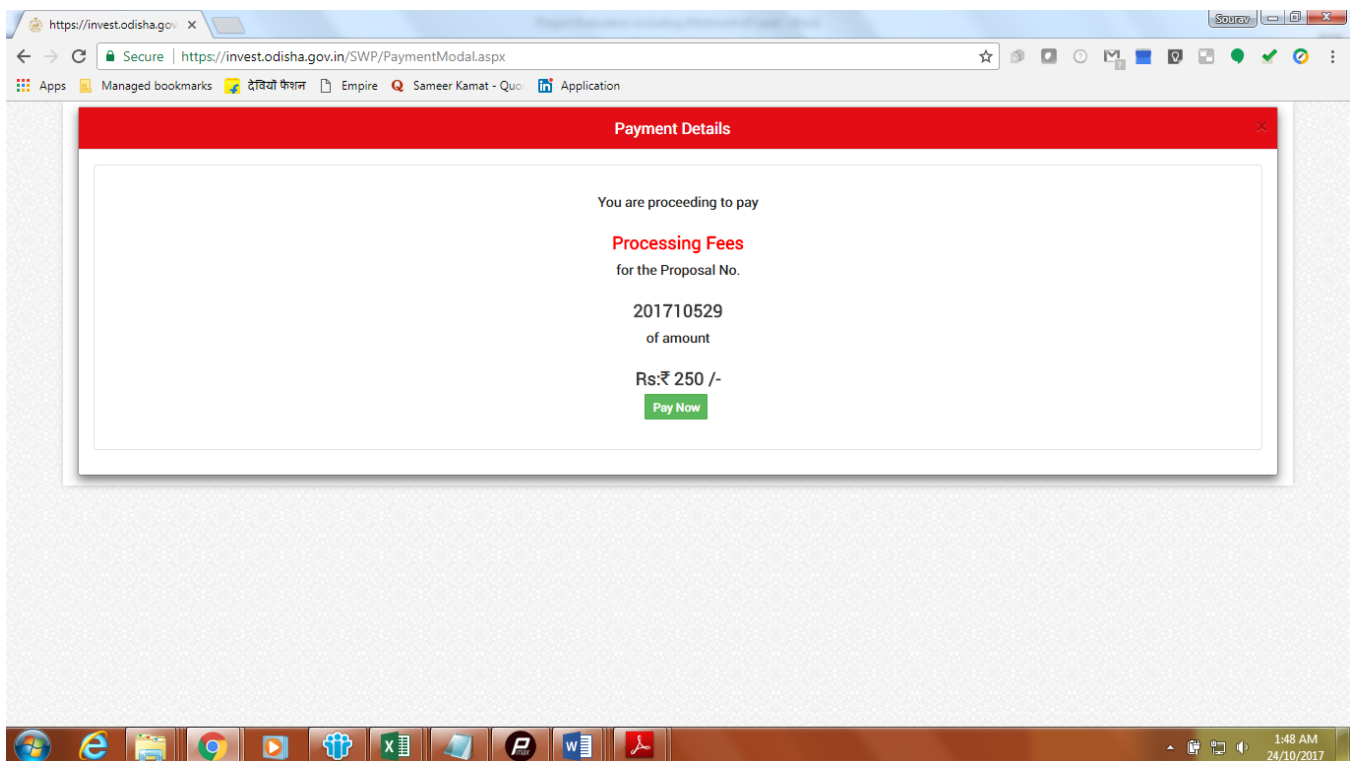 https://invest.odisha.gov.
Sourav
Secure | https://invest.odisha.gov.in/SWP/PaymentModal.aspx
Apps Managed bookmarks देवियों फैशन Empire Sameer Kamat - Quo Application
Payment Details
You are proceeding to pay
Processing Fees
for the Proposal No.
201710529
of amount
Rs:₹ 250 /-
Pay Now
1:48 AM
24/10/2017